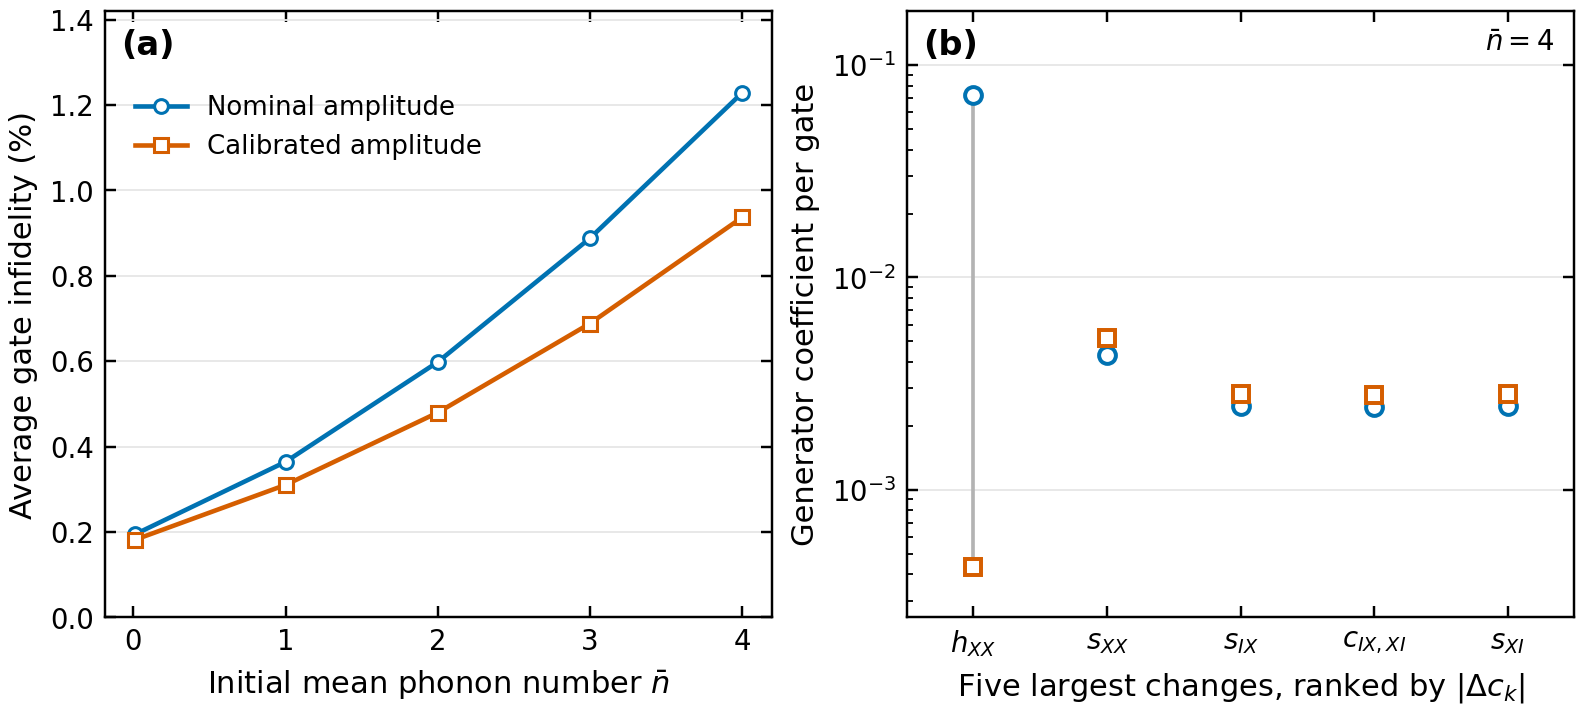 (a)
Nominal amplitude
Calibrated amplitude
1.4
1.2
1.0
0.8
0.6
0.4
0.2
0.0
0 1 2 3 4
Average gate infidelity (%)
Initial mean phonon number n̄
(b)
n̄ = 4
10⁻¹
10⁻²
10⁻³
Generator coefficient per gate
h_XX s_XX s_IX c_IX,XI s_XI
Five largest changes, ranked by |Δc_k|